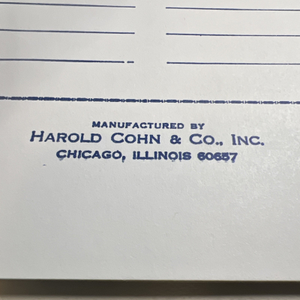 MANUFACTURED BY
HAROLD COHN & CO., INC.
CHICAGO, ILLINOIS 60657